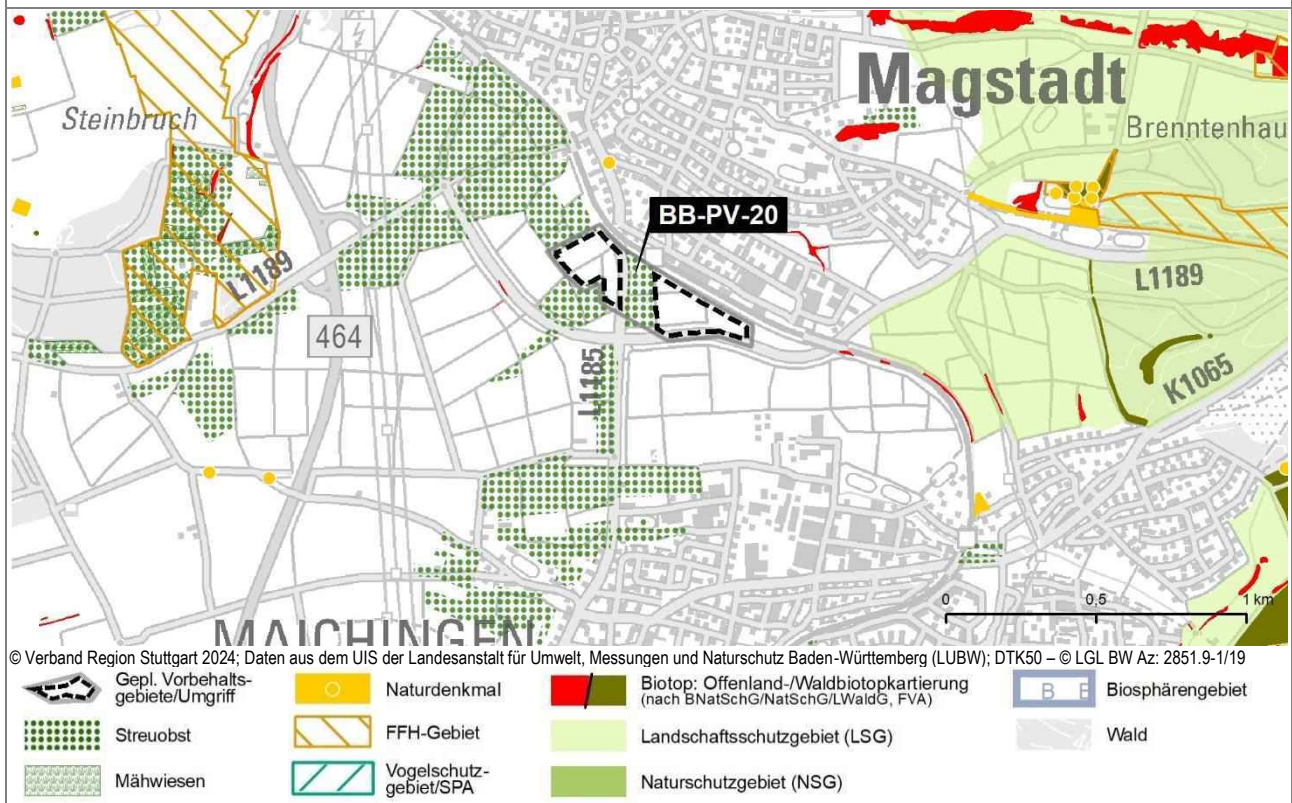 Magstadt
Steinbruch
Brenntenhau
BB-PV-20
L1189
L1189
464
L1185
K1065
0 0,5 1 km
MAICHINGEN
© Verband Region Stuttgart 2024; Daten aus dem UIS der Landesanstalt für Umwelt, Messungen und Naturschutz Baden-Württemberg (LUBW); DTK50 – © LGL BW Az: 2851.9-1/19
Gepl. Vorbehalts-
gebiete/Umgriff
Streuobst
Mähwiesen
Naturdenkmal
FFH-Gebiet
Vogelschutz-
gebiet/SPA
Biotop: Offenland-/Waldbiotopkartierung
(nach BNatSchG/NatSchG/LWaldG, FVA)
Landschaftsschutzgebiet (LSG)
Naturschutzgebiet (NSG)
B B
Biosphärengebiet
Wald